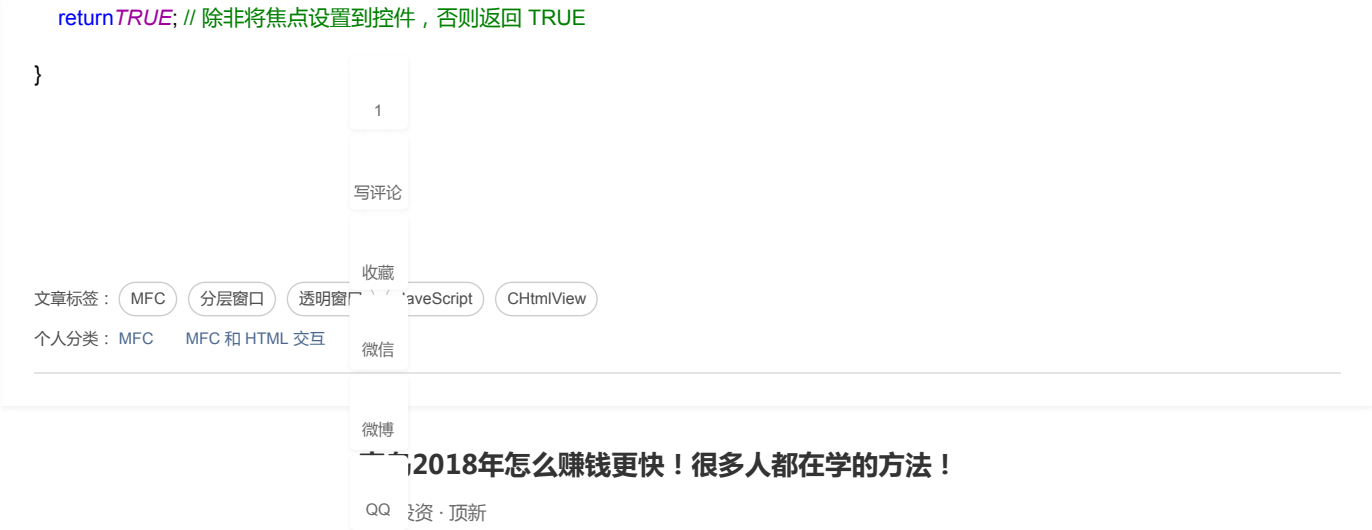 returnTRUE; // 除非将焦点设置到控件，否则返回 TRUE
}
1
写评论
收藏
文章标签： MFC 分层窗口 透明窗 aveScript CHtmlView
个人分类： MFC MFC 和 HTML 交互
微信
微博
2018年怎么赚钱更快！很多人都在学的方法！
QQ 资 · 顶新